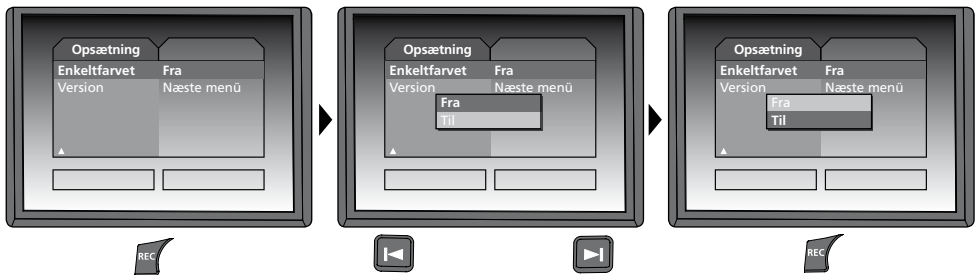 Opsætning
Enkeltfarvet Fra
Version Næste menü
Opsætning
Enkeltfarvet Fra
Version Næste menü
Fra
Til
Opsætning
Enkeltfarvet Fra
Version Næste menü
Fra
Til
REC
REC